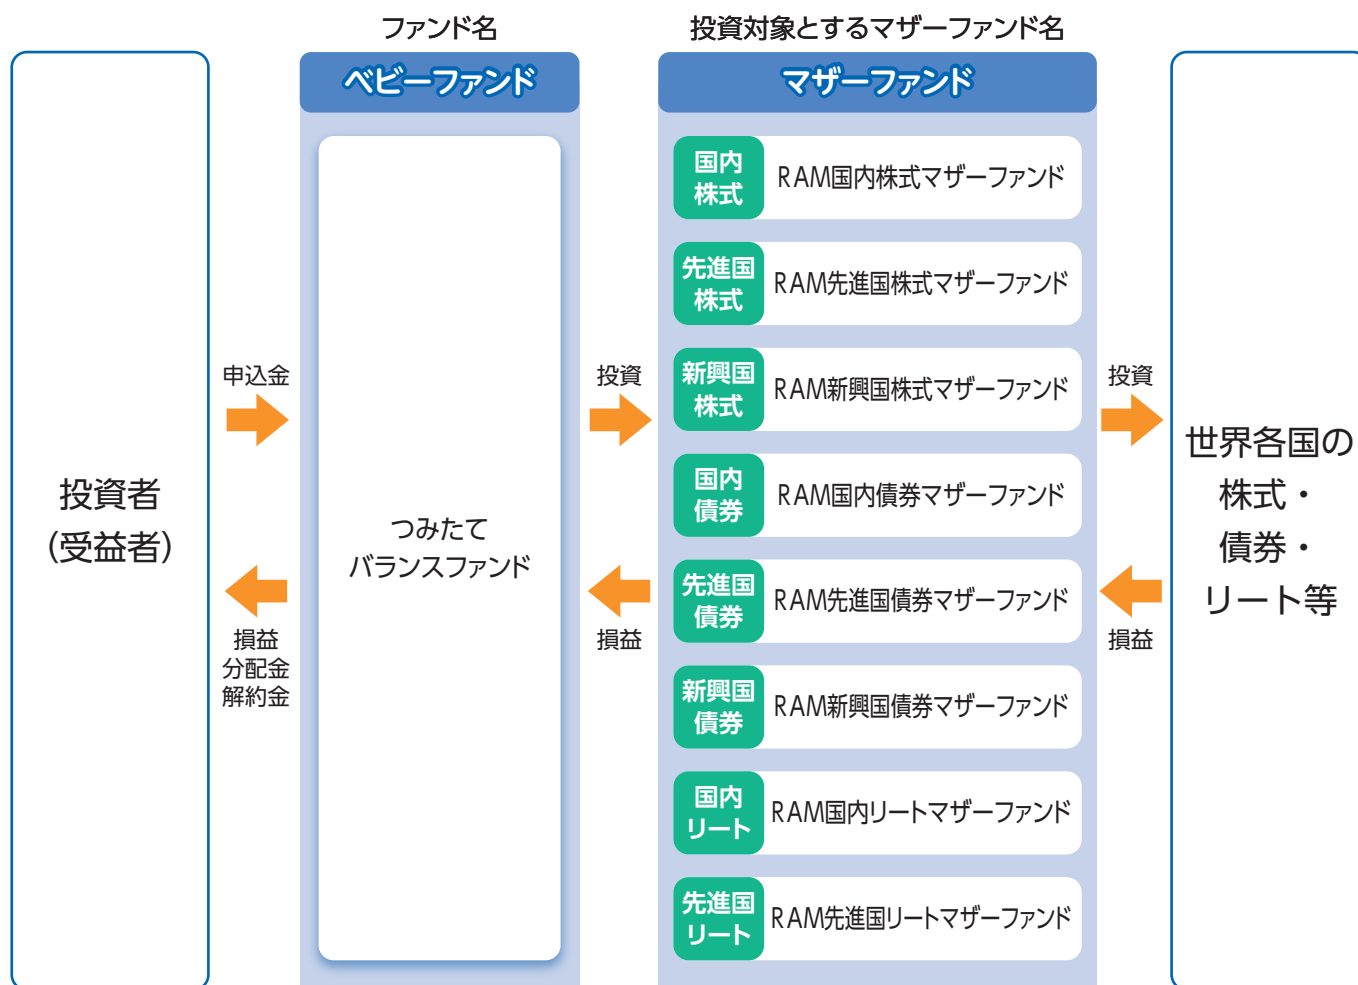 ファンド名
投資対象とするマザーファンド名
ベビーファンド
マザーファンド
投資者
（受益者）
申込金
損益
分配金
解約金
つみたて
バランスファンド
投資
損益
国内
株式
RAM国内株式マザーファンド
先進国
株式
RAM先進国株式マザーファンド
新興国
株式
RAM新興国株式マザーファンド
国内
債券
RAM国内債券マザーファンド
先進国
債券
RAM先進国債券マザーファンド
新興国
債券
RAM新興国債券マザーファンド
国内
リート
RAM国内リートマザーファンド
先進国
リート
RAM先進国リートマザーファンド
投資
損益
世界各国の
株式・
債券・
リート等